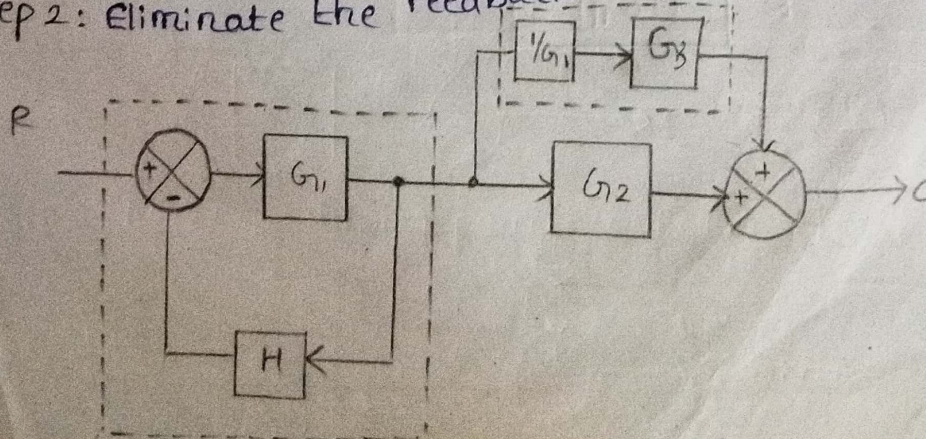 ep 2: Eliminate the
1/G1 G3
R
+ G1 G2 + +
-
C
H